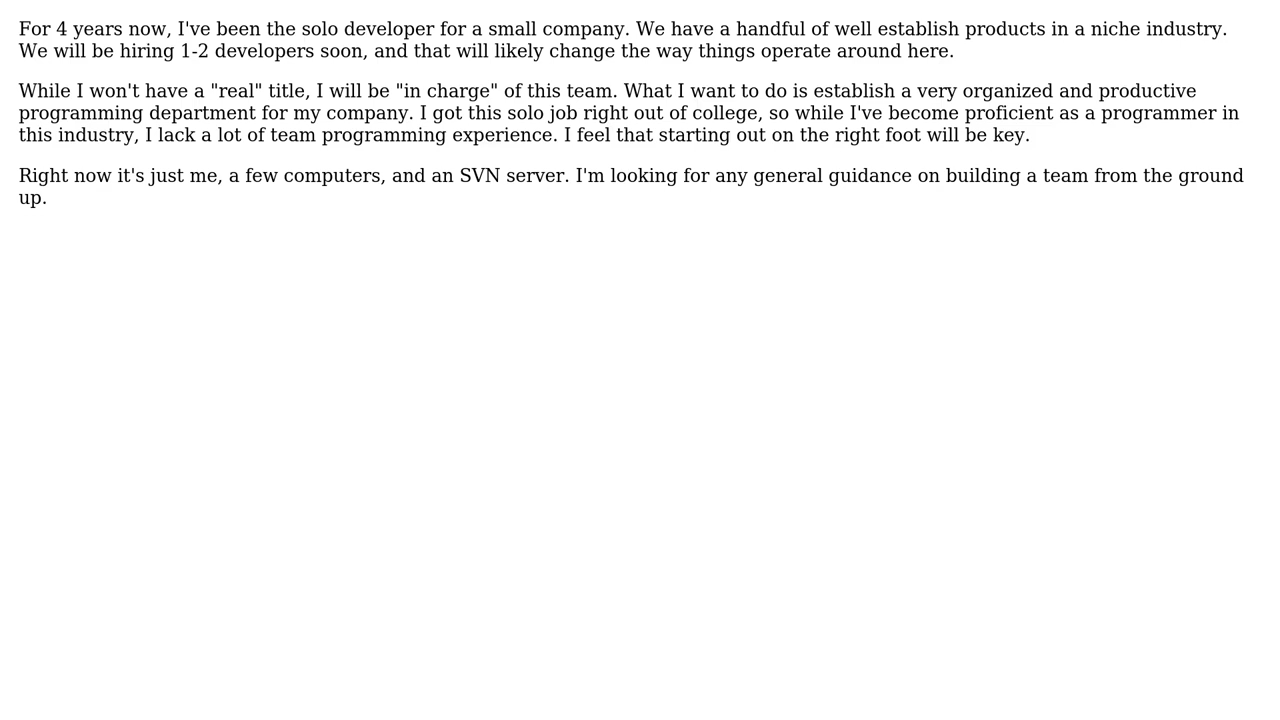 For 4 years now, I've been the solo developer for a small company. We have a handful of well establish products in a niche industry.
We will be hiring 1-2 developers soon, and that will likely change the way things operate around here.
While I won't have a "real" title, I will be "in charge" of this team. What I want to do is establish a very organized and productive
programming department for my company. I got this solo job right out of college, so while I've become proficient as a programmer in
this industry, I lack a lot of team programming experience. I feel that starting out on the right foot will be key.
Right now it's just me, a few computers, and an SVN server. I'm looking for any general guidance on building a team from the ground
up.